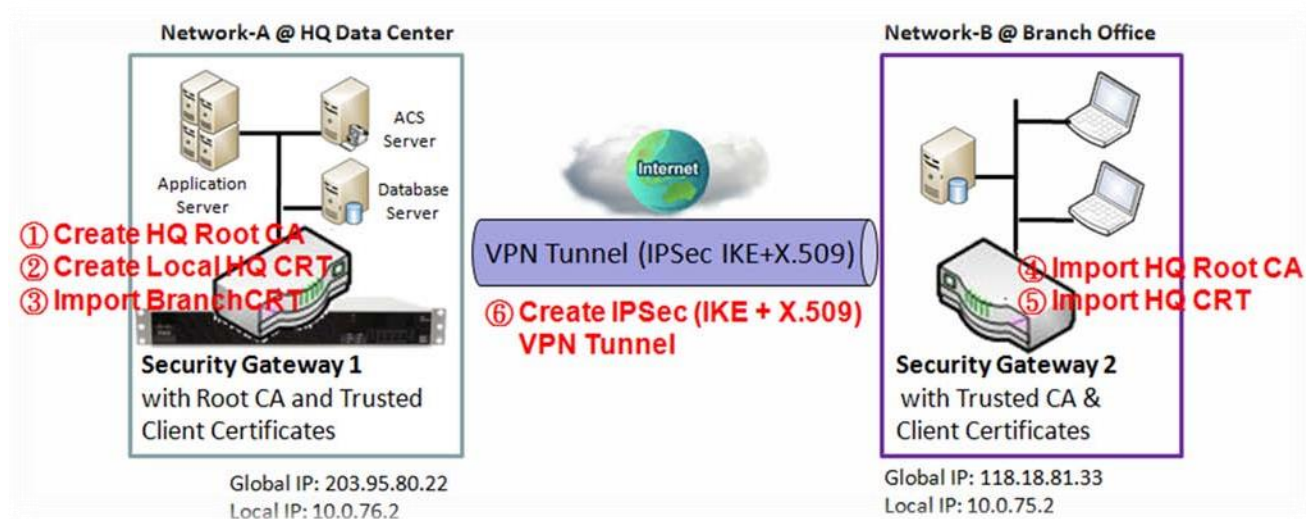 Network-A @ HQ Data Center
Application
Server
ACS
Server
Database
Server
① Create HQ Root CA
② Create Local HQ CRT
③ Import BranchCRT
Security Gateway 1
with Root CA and Trusted
Client Certificates
Global IP: 203.95.80.22
Local IP: 10.0.76.2
Internet
VPN Tunnel (IPSec IKE+X.509)
⑥ Create IPSec (IKE + X.509)
VPN Tunnel
Network-B @ Branch Office
④ Import HQ Root CA
⑤ Import HQ CRT
Security Gateway 2
with Trusted CA &
Client Certificates
Global IP: 118.18.81.33
Local IP: 10.0.75.2